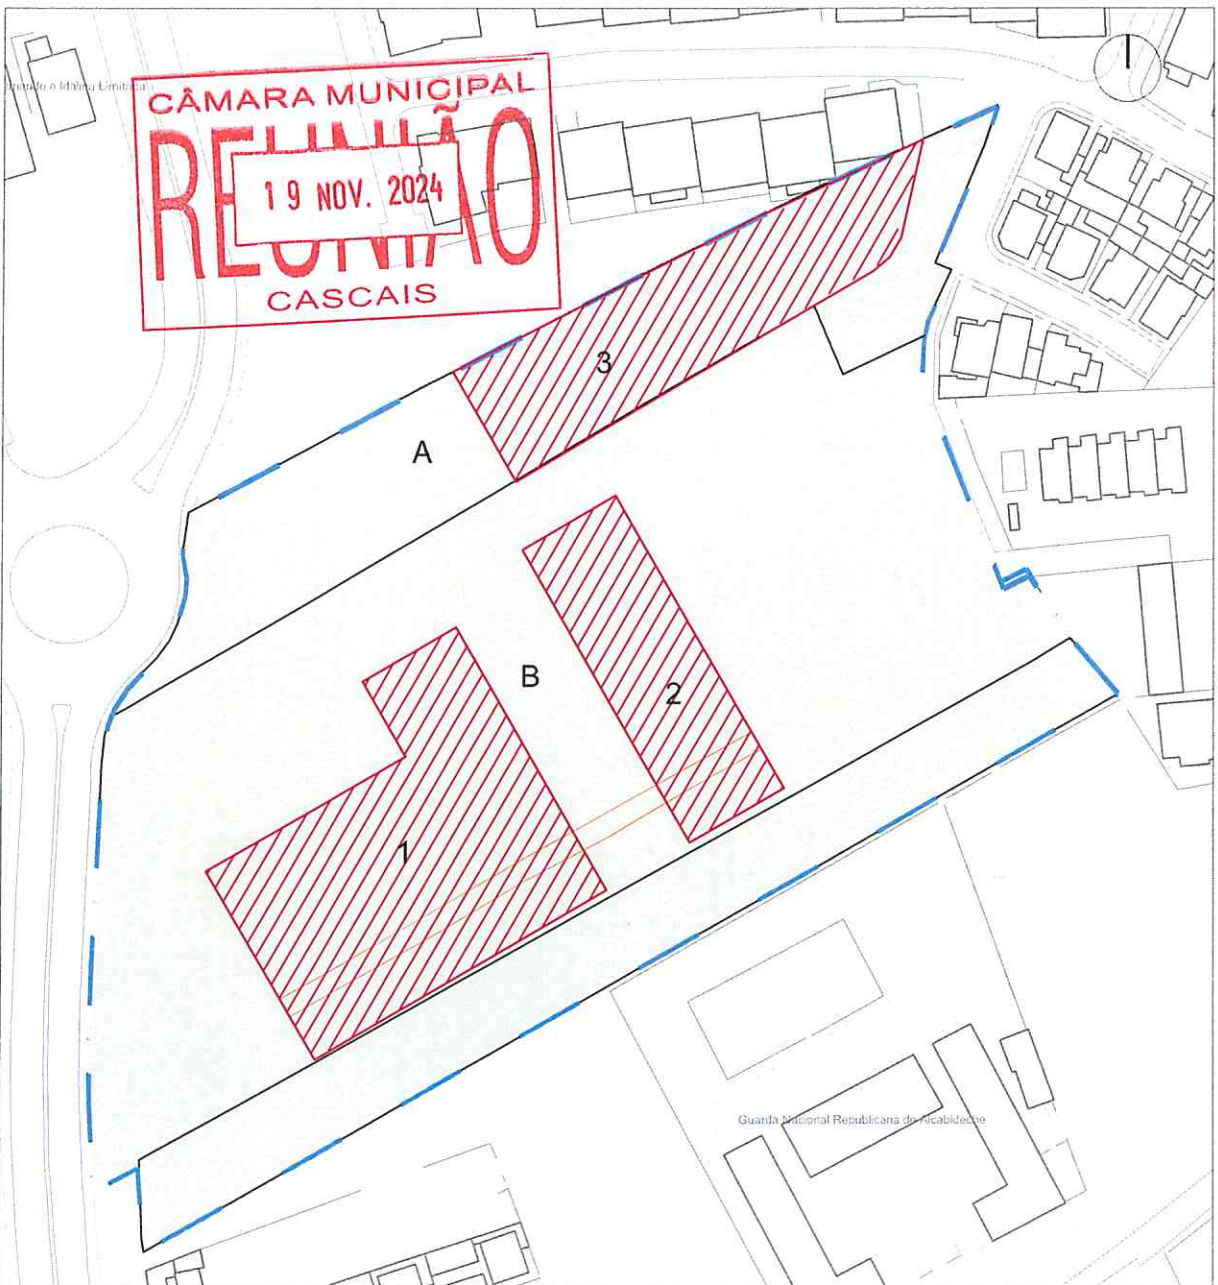 CÂMARA MUNICIPAL
REUNIÃO
19 NOV. 2024
CASCAIS
3
A
B
2
1
Guarda Nacional Republicana de Alcabideche